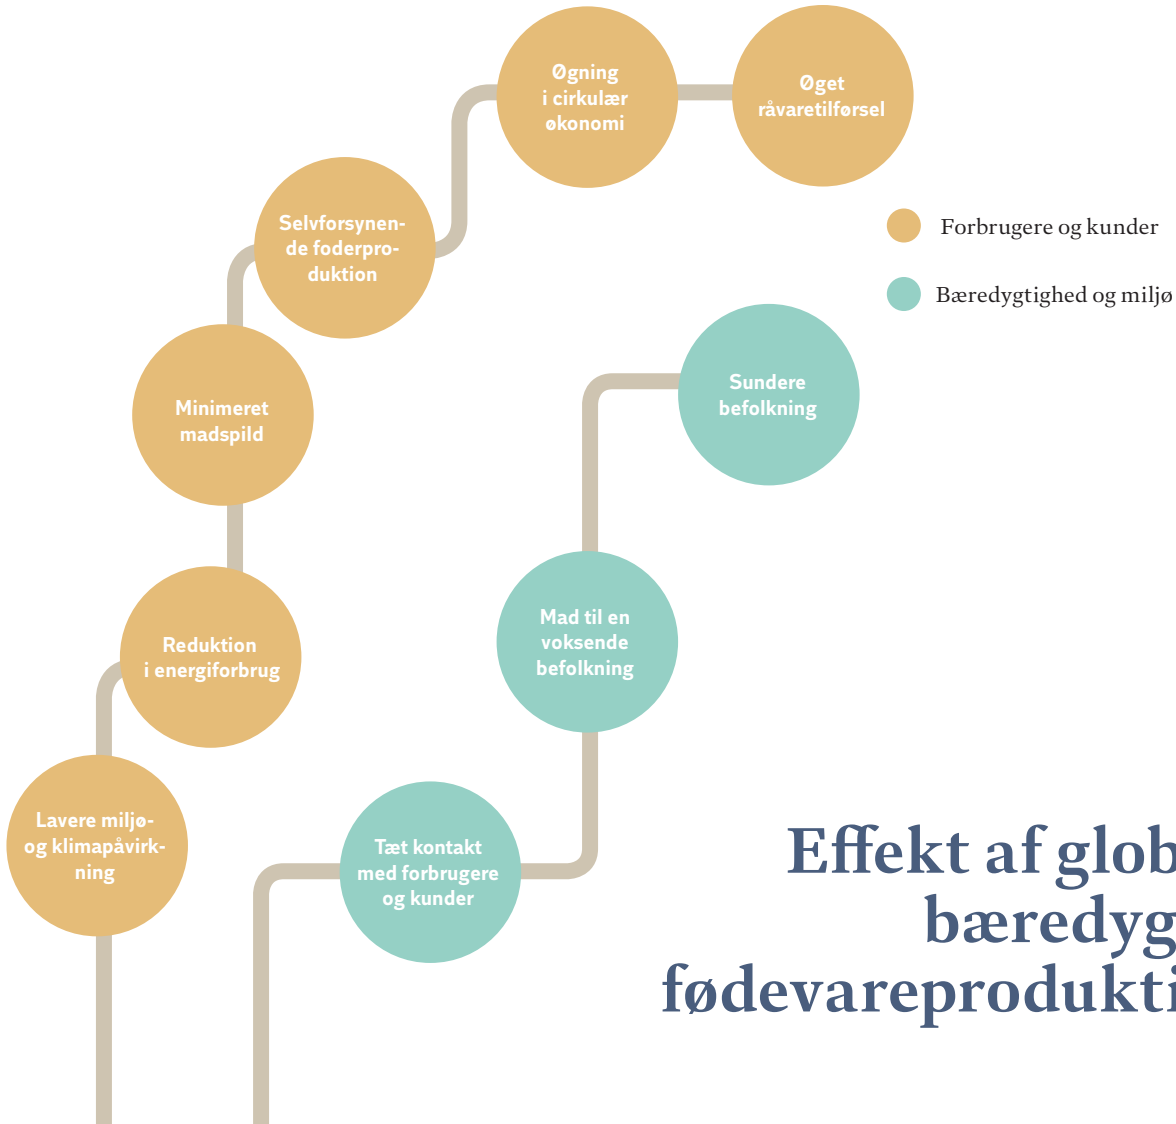 Øgning
i cirkulær
økonomi
Øget
råvaretilførsel
Selvforsynen-
de foderpro-
duktion
Forbrugere og kunder
Bæredygtighed og miljø
Minimeret
madspild
Sundere
befolkning
Reduktion
i energiforbrug
Mad til en
voksende
befolkning
Lavere miljø-
og klimapåvirk-
ning
Tæt kontakt
med forbrugere
og kunder
Effekt af glob
bæredyg
fødevareprodukti